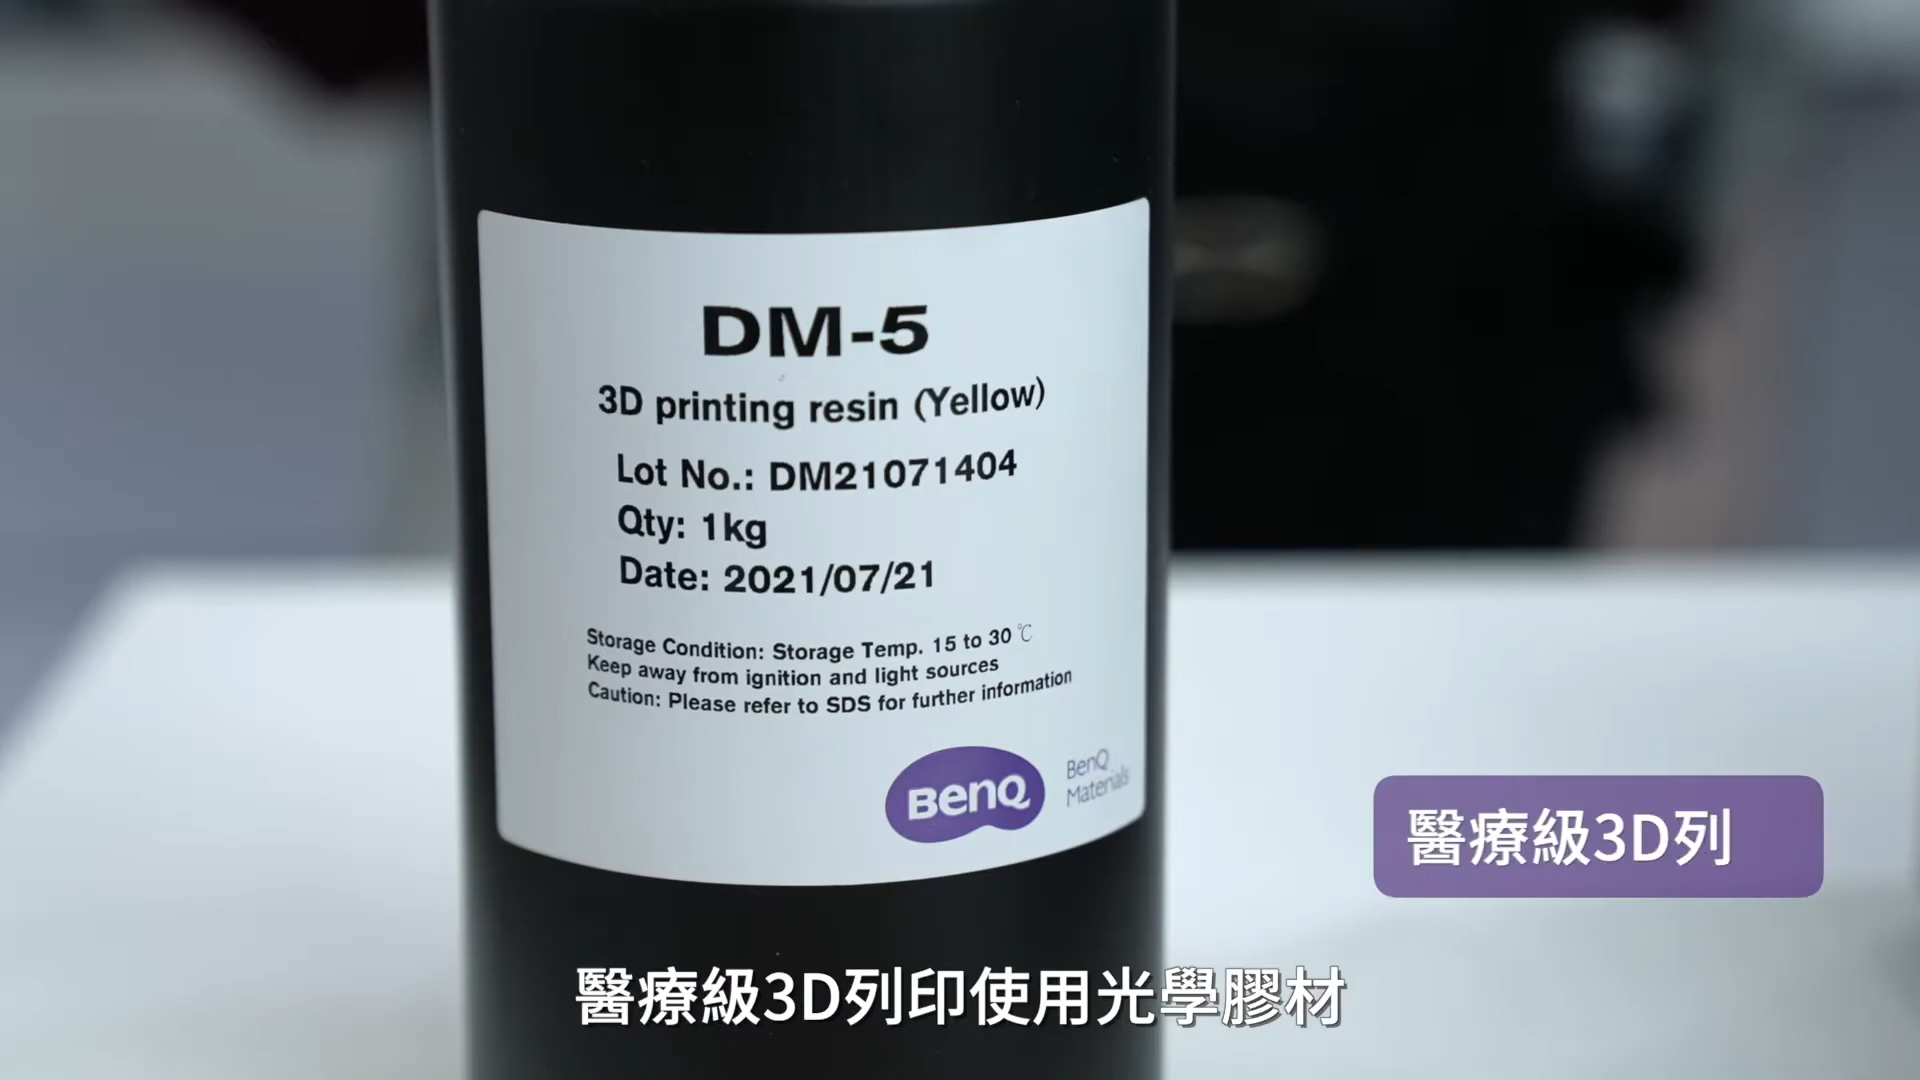 DM-5
3D printing resin (Yellow)
Lot No.: DM21071404
Qty: 1kg
Date: 2021/07/21
Storage Condition: Storage Temp. 15 to 30 ℃
Keep away from ignition and light sources
Caution: Please refer to SDS for further information
BenQ
BenQ
Materials
醫療級3D列
醫療級3D列印使用光學膠材